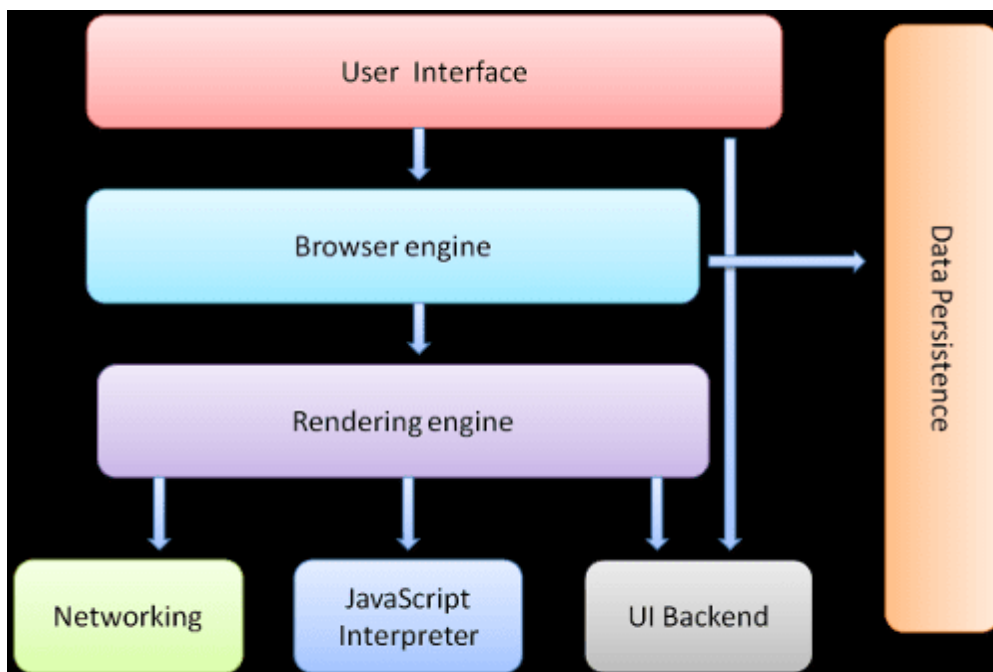 User Interface
Browser engine
Data Persistence
Rendering engine
Networking
JavaScript
Interpreter
UI Backend